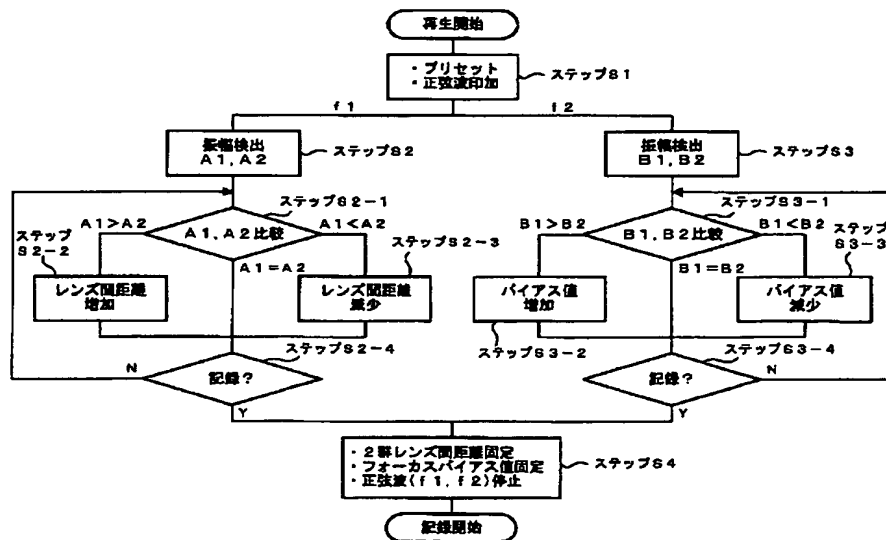 再生開始
・プリセット
・正弦波印加
ステップS1
f1
f2
振幅検出
A1,A2
ステップS2
振幅検出
B1,B2
ステップS3
ステップS2-1
A1>A2
A1,A2比較
A1<A2
A1=A2
ステップ
S2-2
ステップS2-3
レンズ間距離
増加
レンズ間距離
減少
ステップS3-1
B1>B2
B1,B2比較
B1<B2
B1=B2
ステップ
S3-3
バイアス値
増加
バイアス値
減少
ステップS3-2
ステップS2-4
N
記録?
Y
ステップS3-4
記録?
N
Y
・2群レンズ間距離固定
・フォーカスバイアス値固定
・正弦波(f1,f2)停止
ステップS4
記録開始